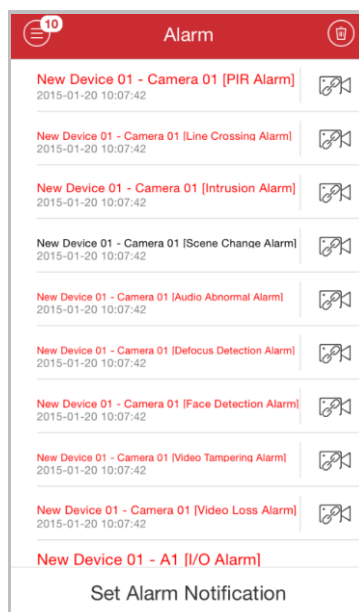 10
Alarm
New Device 01 - Camera 01 [PIR Alarm]
2015-01-20 10:07:42
New Device 01 - Camera 01 [Line Crossing Alarm]
2015-01-20 10:07:42
New Device 01 - Camera 01 [Intrusion Alarm]
2015-01-20 10:07:42
New Device 01 - Camera 01 [Scene Change Alarm]
2015-01-20 10:07:42
New Device 01 - Camera 01 [Audio Abnormal Alarm]
2015-01-20 10:07:42
New Device 01 - Camera 01 [Defocus Detection Alarm]
2015-01-20 10:07:42
New Device 01 - Camera 01 [Face Detection Alarm]
2015-01-20 10:07:42
New Device 01 - Camera 01 [Video Tampering Alarm]
2015-01-20 10:07:42
New Device 01 - Camera 01 [Video Loss Alarm]
2015-01-20 10:07:42
New Device 01 - A1 [I/O Alarm]
Set Alarm Notification